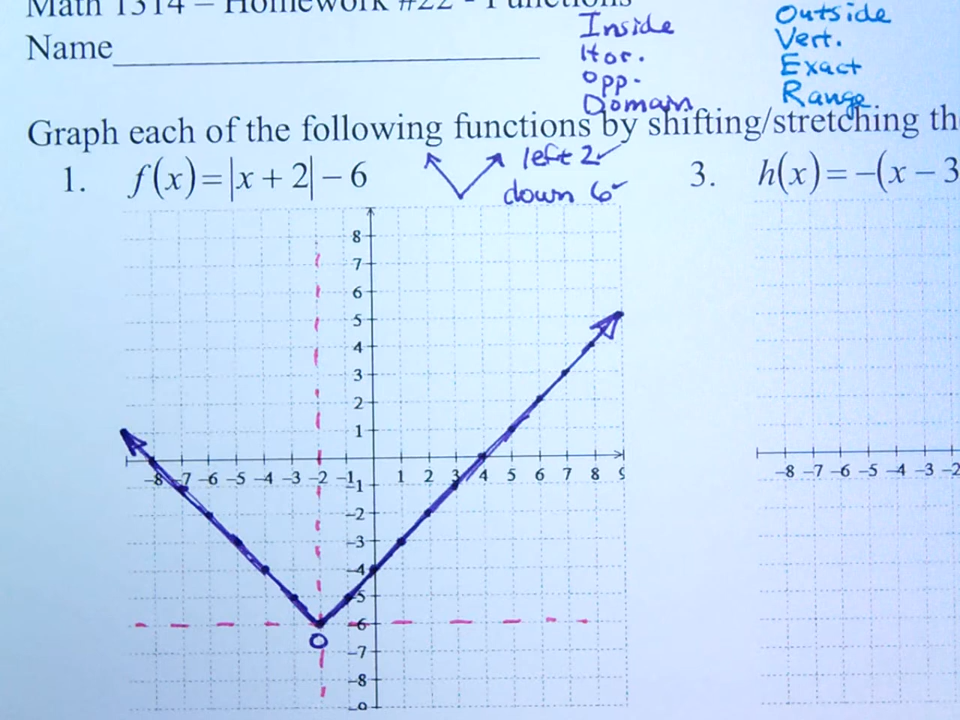 Math 1314 – Homework #22 - Functions
Name
Inside
Hor.
Opp.
Domain
Outside
Vert.
Exact
Range
Graph each of the following functions by shifting/stretching th
1. f(x)=|x + 2| − 6
left 2✓
down 6✓
3. h(x)= −(x − 3
8
7
6
5
4
3
2
1
−8 −7 −6 −5 −4 −3 −2 −1 1 2 3 4 5 6 7 8 9
−1
−2
−3
−4
−5
−6
−7
−8
−9
0
−8 −7 −6 −5 −4 −3 −2